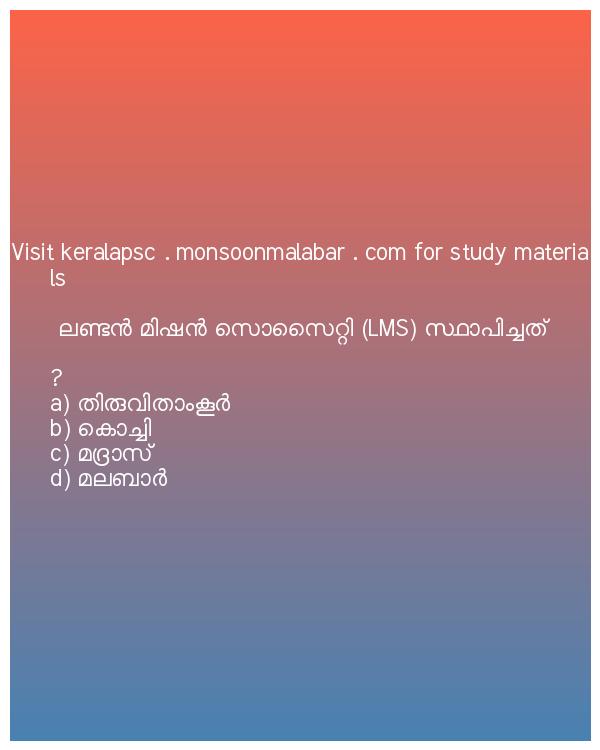 Visit keralapsc . monsoonmalabar . com for study materia
ls
ലണ്ടൻ മിഷൻ സൊസൈറ്റി (LMS) സ്ഥാപിച്ചത്
?
a) തിരുവിതാംകൂർ
b) കൊച്ചി
c) മദ്രാസ്
d) മലബാർ